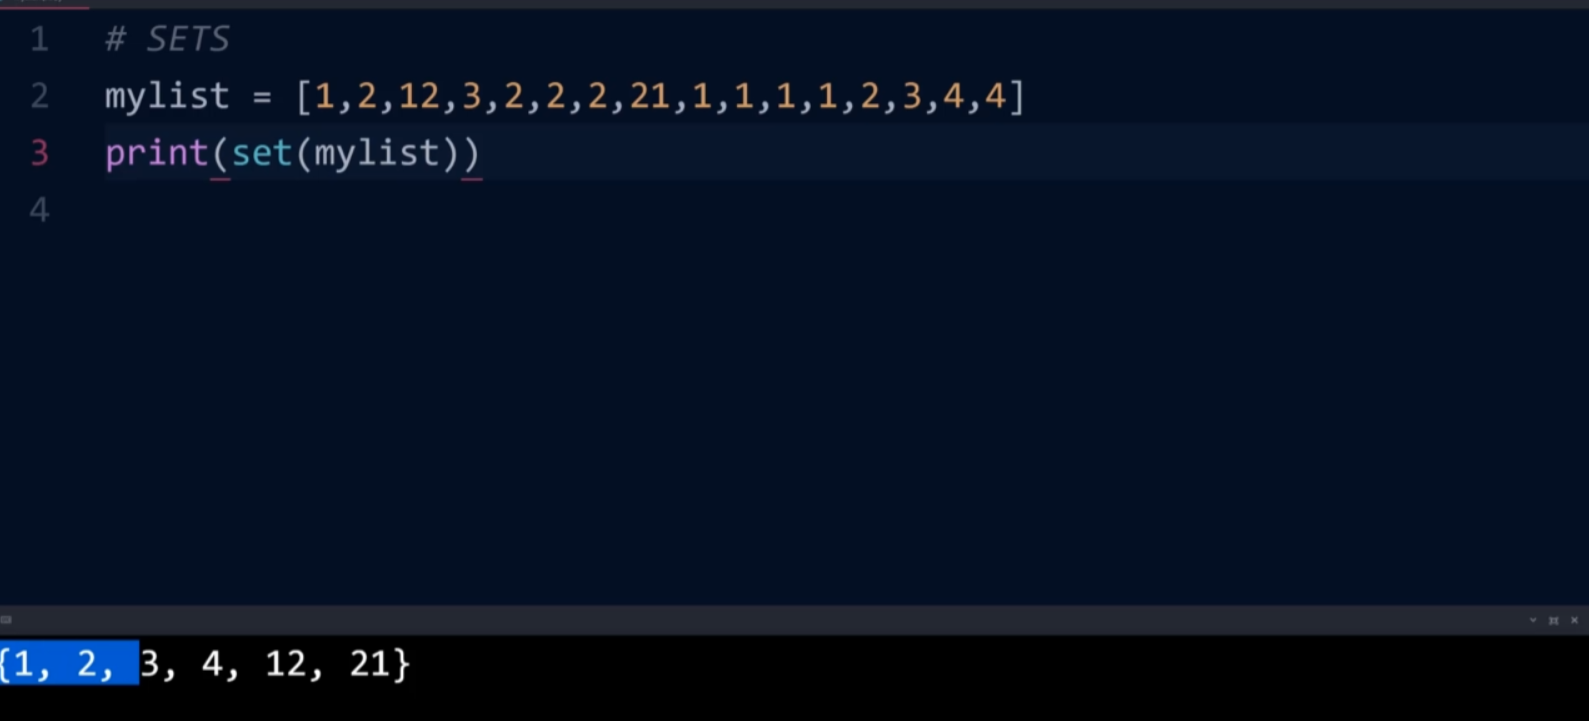 1 # SETS
2 mylist = [1,2,12,3,2,2,2,21,1,1,1,1,2,3,4,4]
3 print(set(mylist))
4
{1, 2, 3, 4, 12, 21}